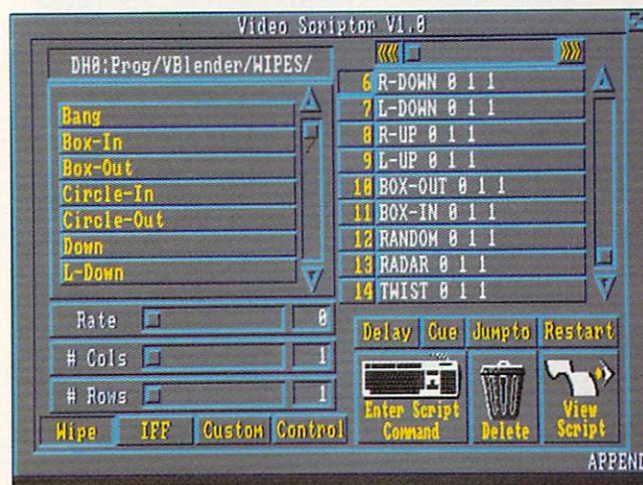 Video Scriptor V1.0
DH0:Prog/VBlender/WIPES/
Bang
Box-In
Box-Out
Circle-In
Circle-Out
Down
L-Down
6 R-DOWN 0 1 1
7 L-DOWN 0 1 1
8 R-UP 0 1 1
9 L-UP 0 1 1
10 BOX-OUT 0 1 1
11 BOX-IN 0 1 1
12 RANDOM 0 1 1
13 RADAR 0 1 1
14 TWIST 0 1 1
Rate 0
# Cols 1
# Rows 1
Wipe IFF Custom Control
Delay Cue Jumpto Restart
Enter Script Command
Delete
View Script
APPEND